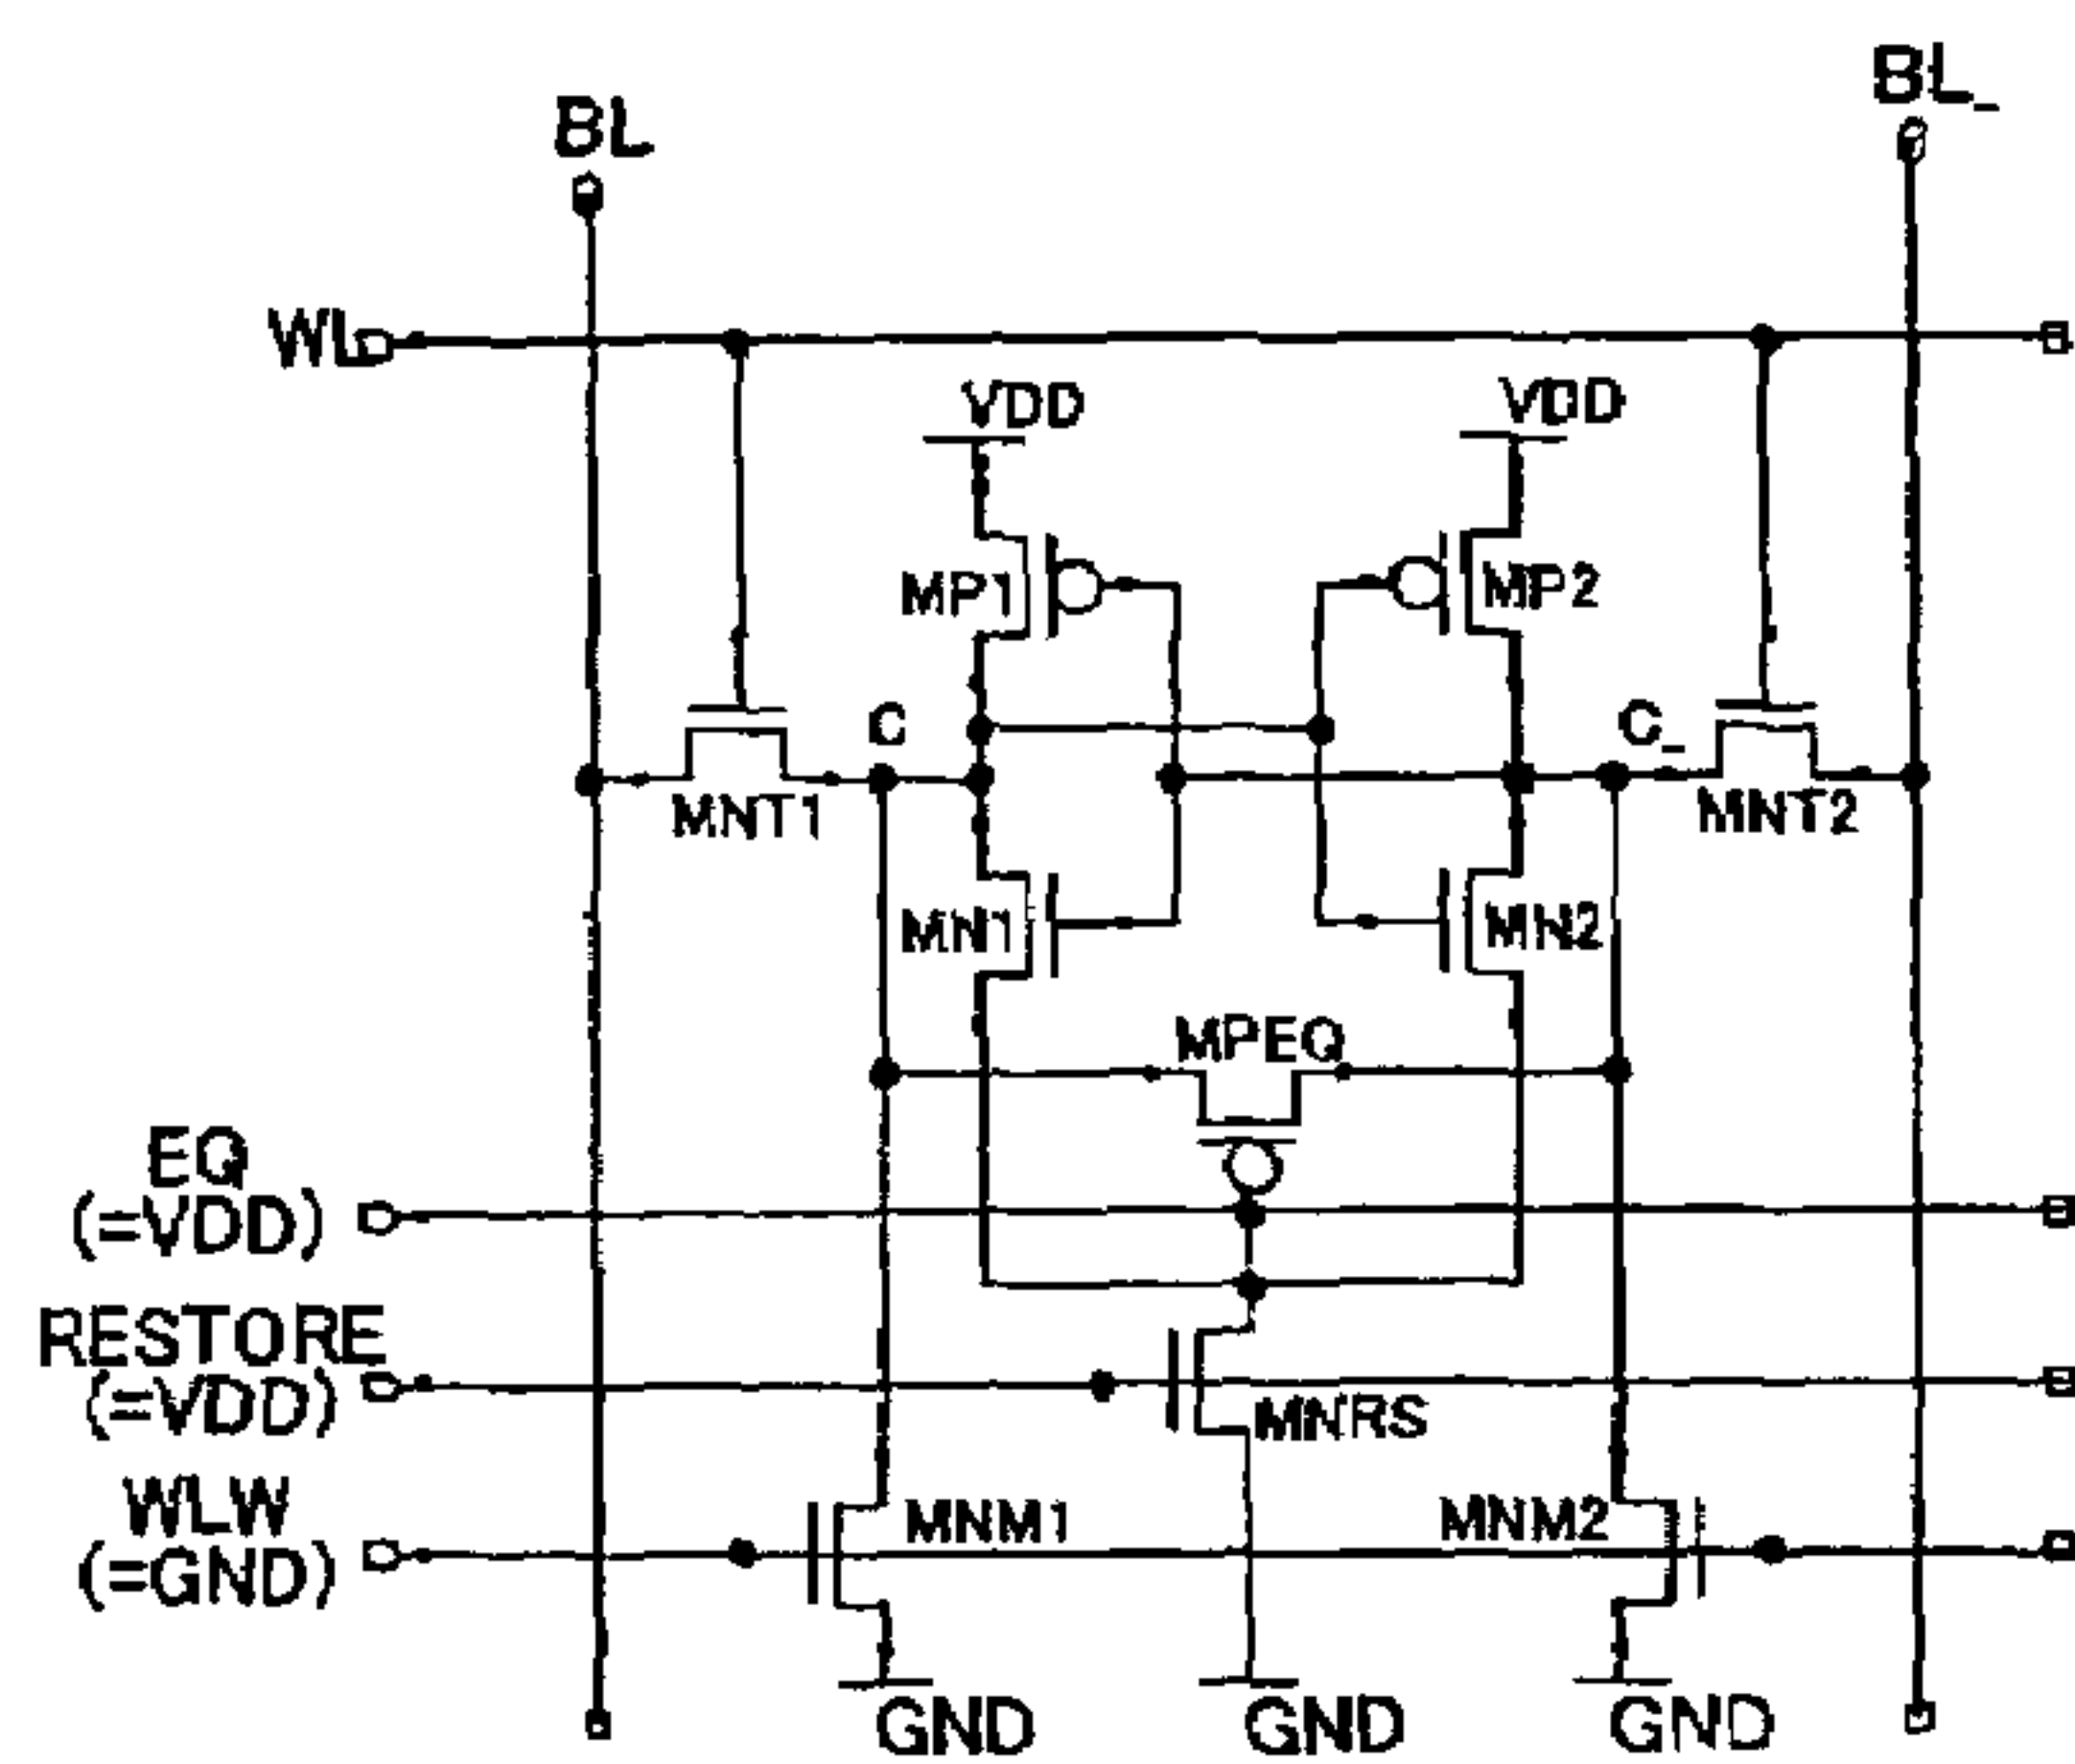 BL
BL_
WL
VDD
VDD
MP1
MP2
C
C_
MNT1
MNT2
MN1
MN2
MPEQ
EQ
(=VDD)
RESTORE
(=VDD)
MNRS
WLW
(=GND)
MNM1
MNM2
GND
GND
GND